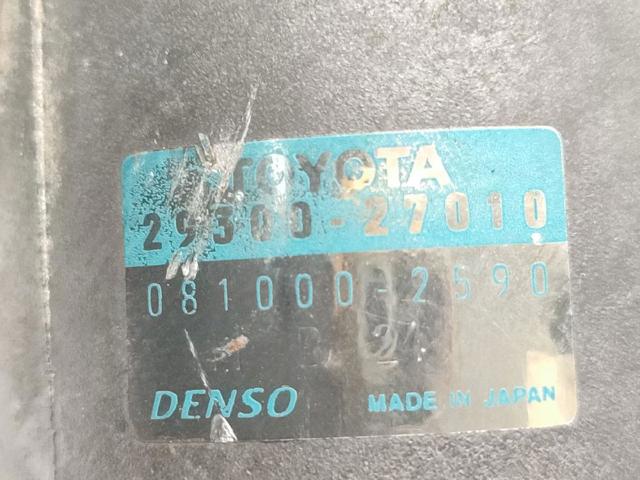 TOYOTA
29300-27010
081000-2590
DENSO MADE IN JAPAN